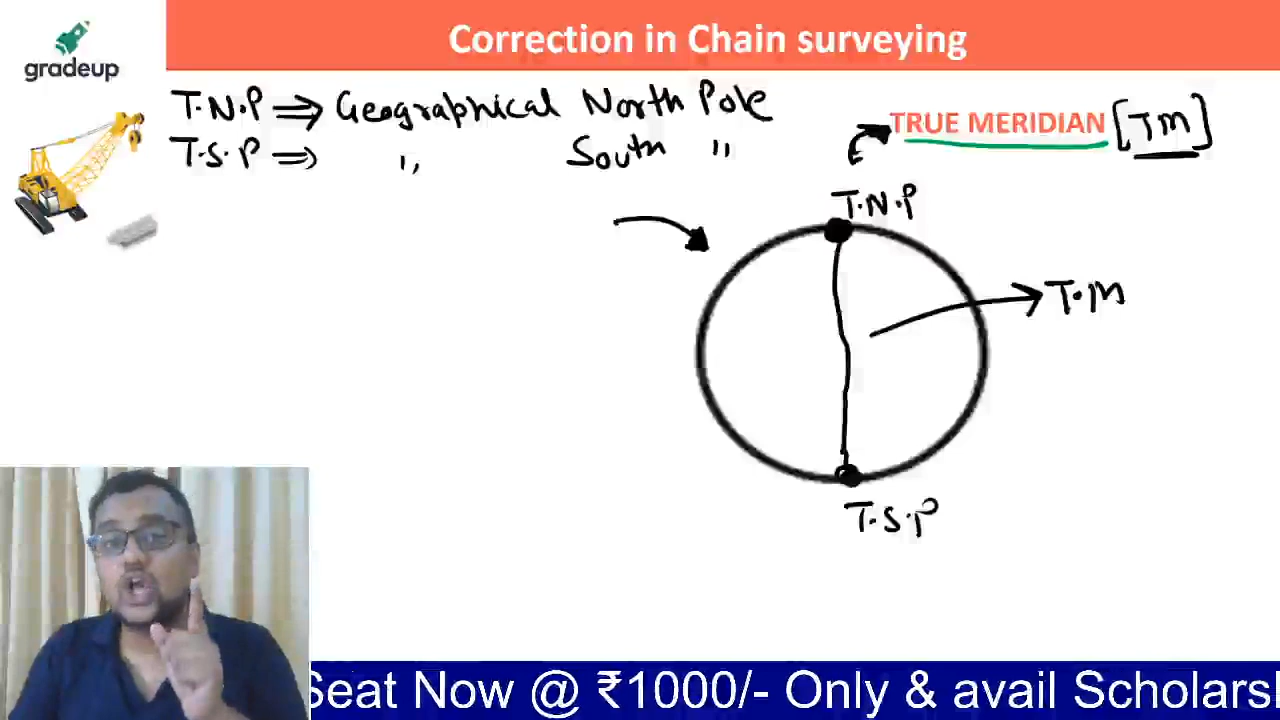 Correction in Chain surveying
gradeup
T.N.P ⇒ Geographical North Pole
T.S.P ⇒ ,, South ,,
TRUE MERIDIAN [TM]
T.N.P
T.M
T.S.P
Seat Now @ ₹1000/- Only & avail Scholars